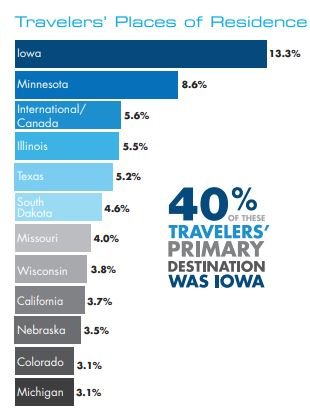 Travelers' Places of Residence
Iowa 13.3%
Minnesota 8.6%
International/
Canada 5.6%
Illinois 5.5%
Texas 5.2%
South
Dakota 4.6%
Missouri 4.0%
Wisconsin 3.8%
California 3.7%
Nebraska 3.5%
Colorado 3.1%
Michigan 3.1%
40%
OF THESE
TRAVELERS'
PRIMARY
DESTINATION
WAS IOWA